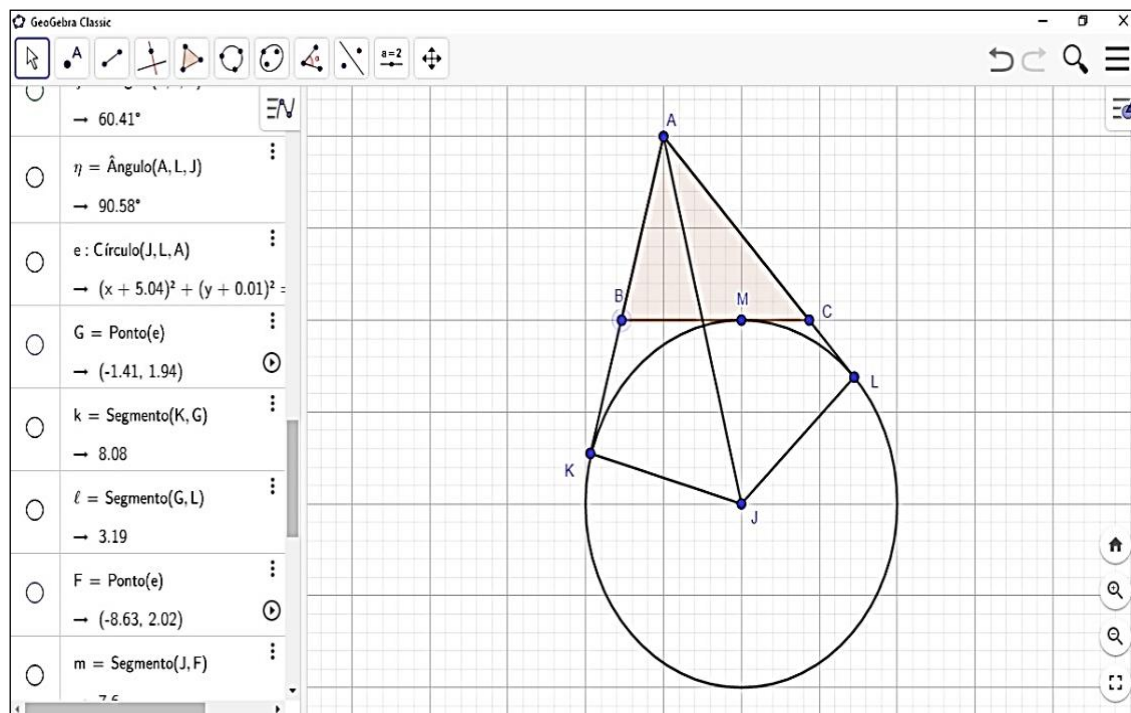 GeoGebra Classic
A
a=2
→ 60.41°
η = Ângulo(A, L, J)
→ 90.58°
e : Círculo(J, L, A)
→ (x + 5.04)² + (y + 0.01)² =
G = Ponto(e)
→ (-1.41, 1.94)
k = Segmento(K, G)
→ 8.08
ℓ = Segmento(G, L)
→ 3.19
F = Ponto(e)
→ (-8.63, 2.02)
m = Segmento(J, F)
A
B
M
C
L
K
J